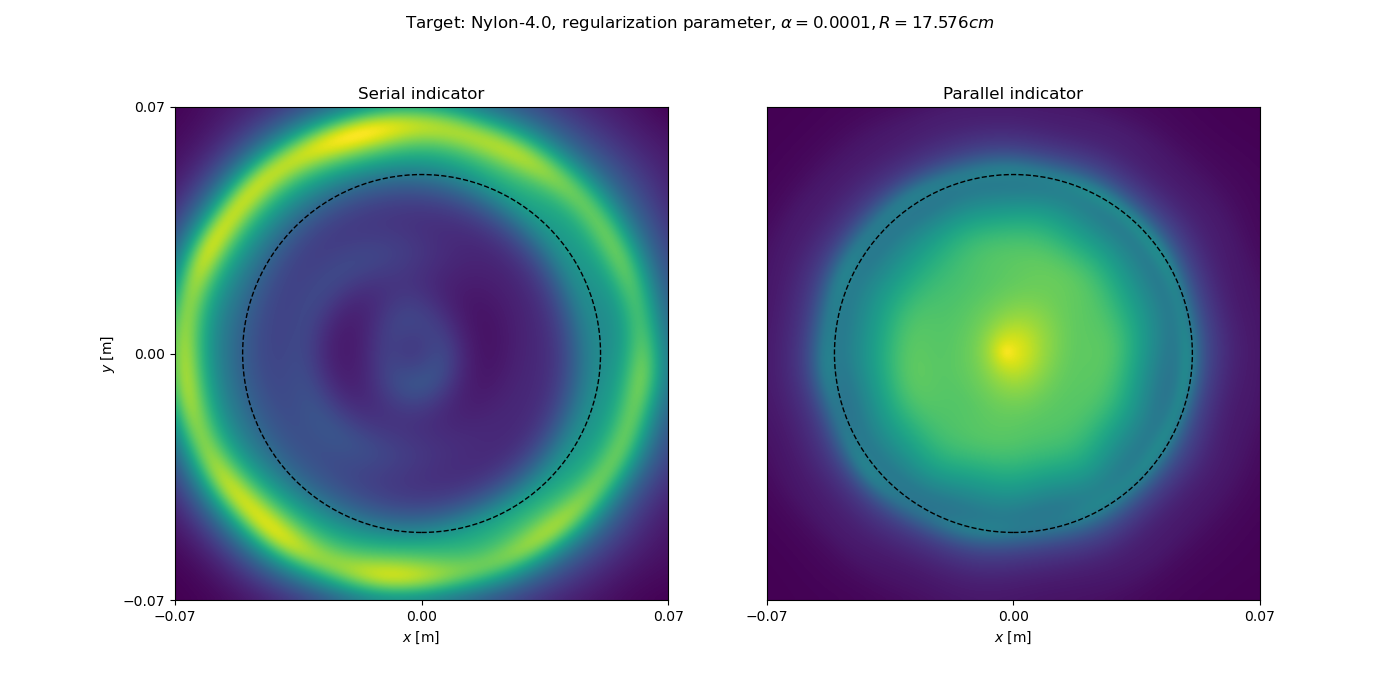 Target: Nylon-4.0, regularization parameter, α = 0.0001, R = 17.576cm
Serial indicator
Parallel indicator
0.07
0.00
−0.07
y [m]
−0.07 0.00 0.07
x [m]
−0.07 0.00 0.07
x [m]